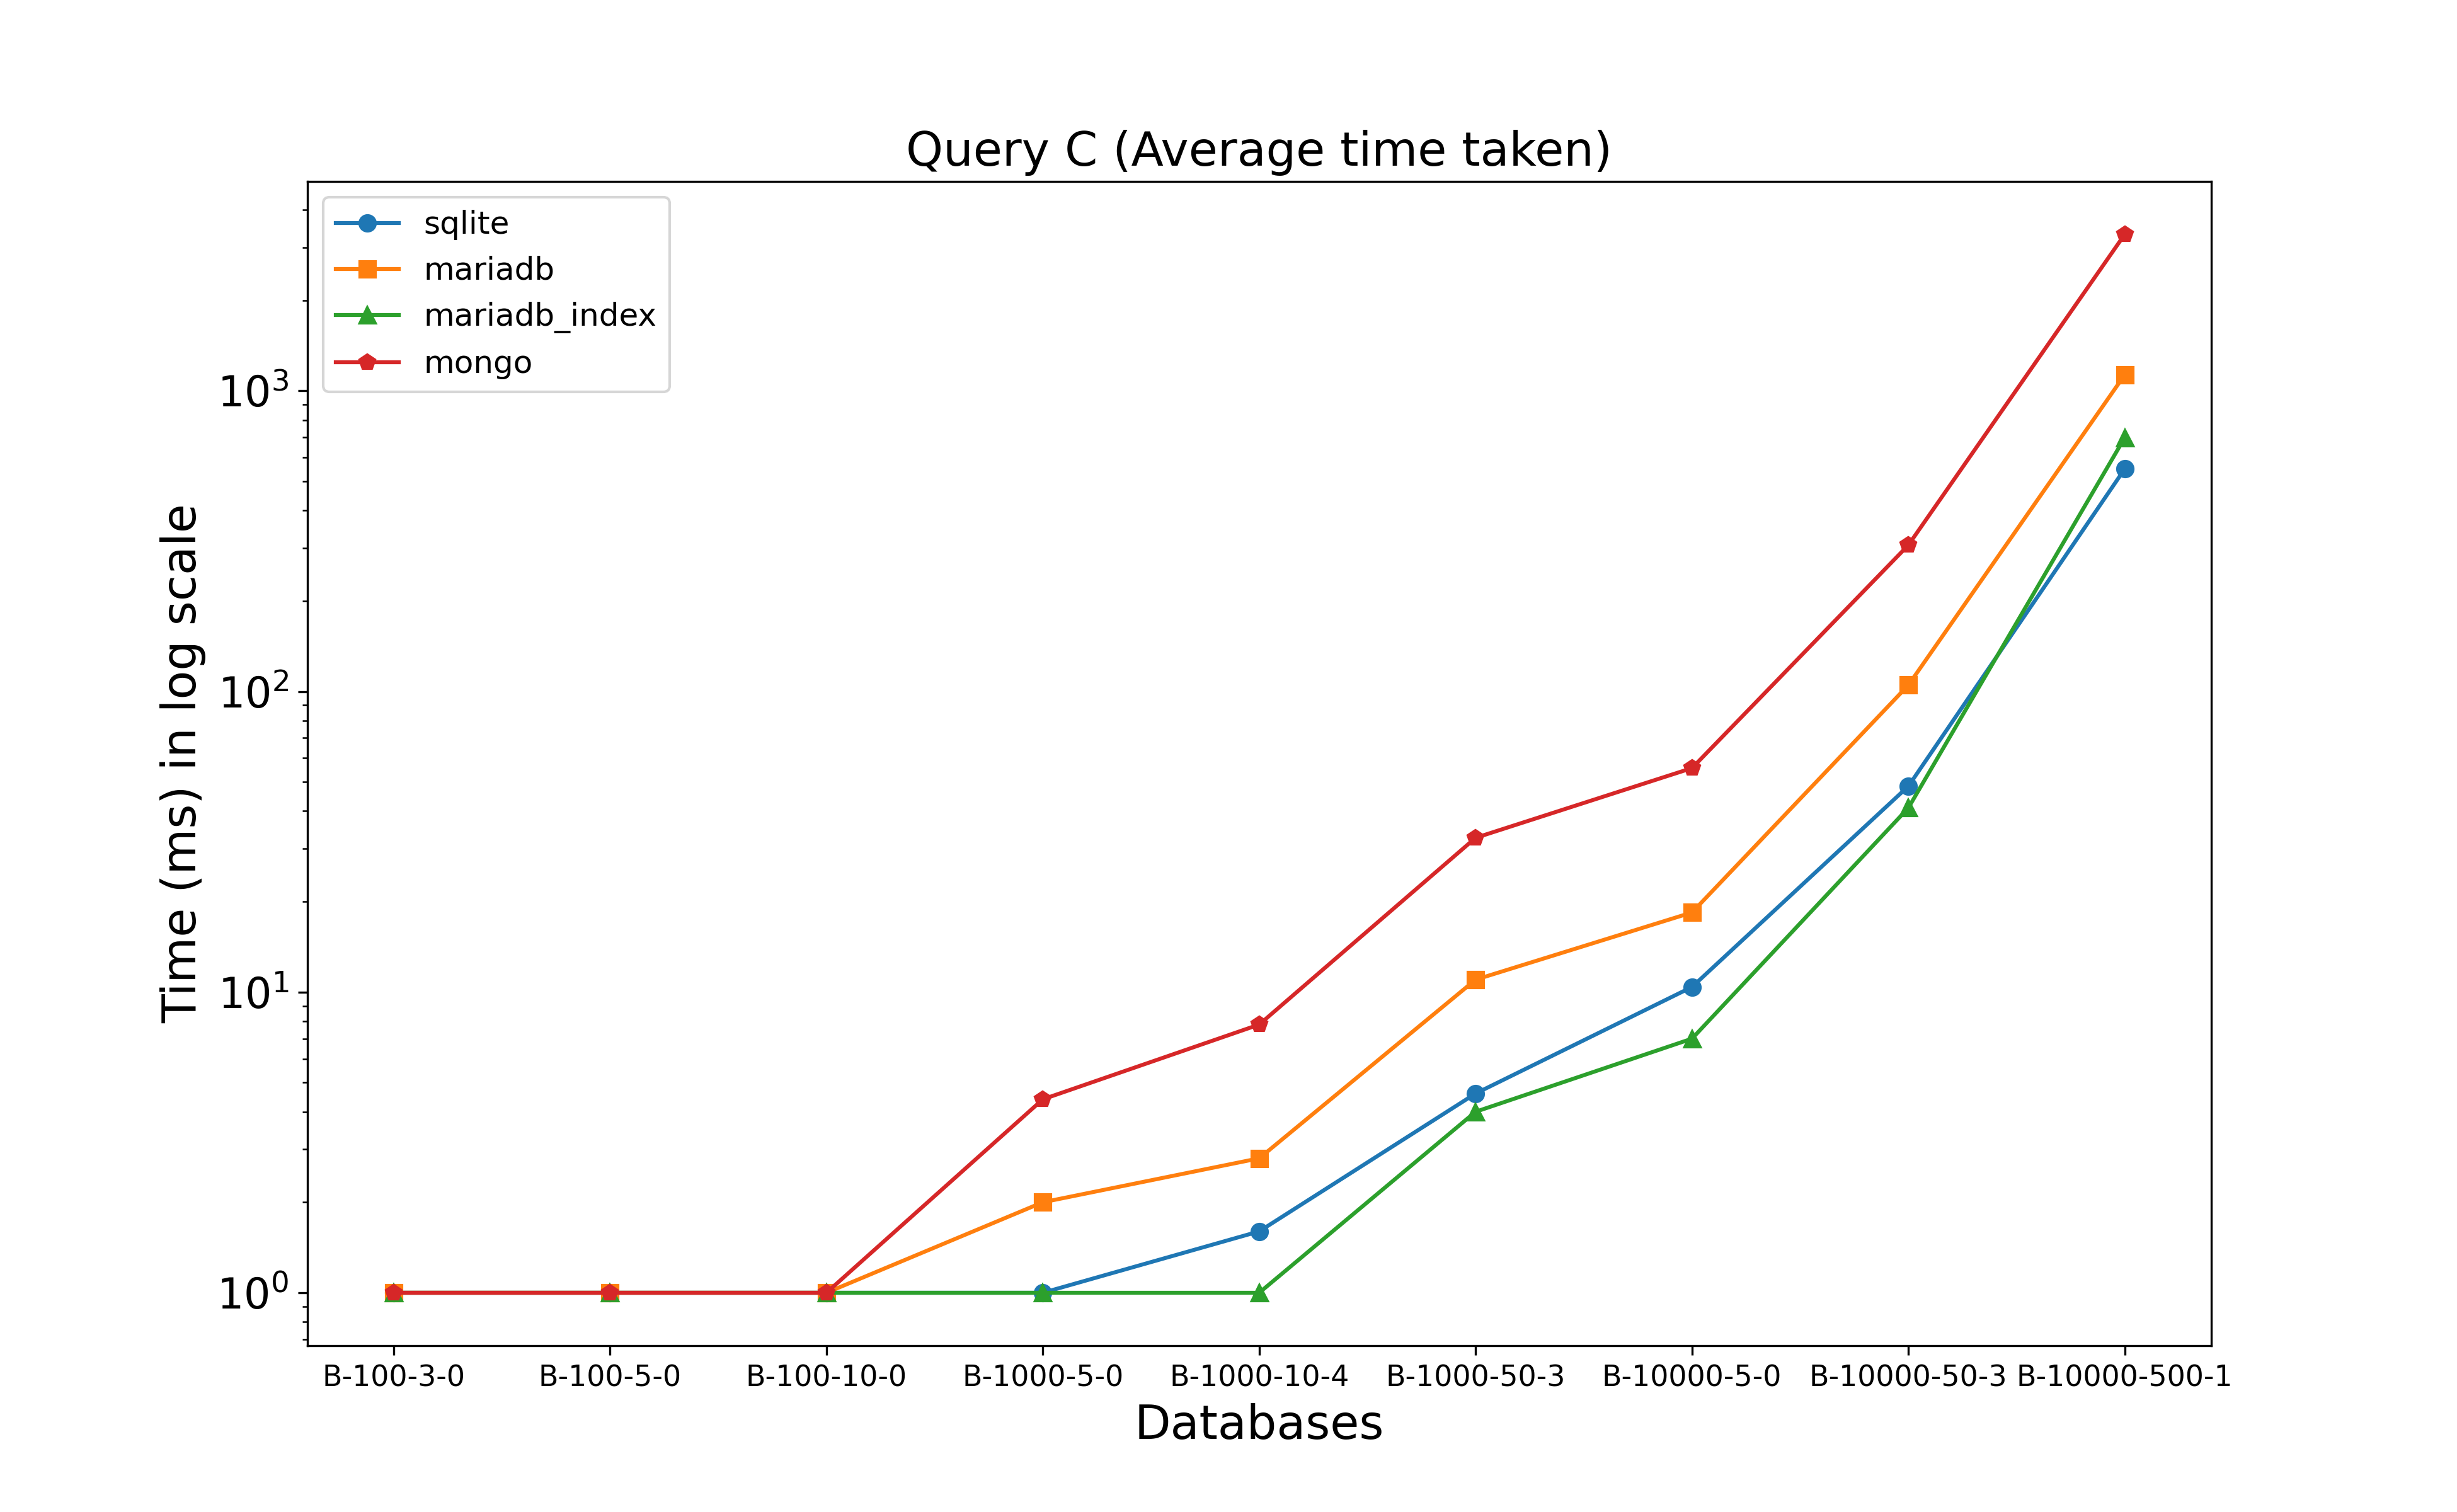 Query C (Average time taken)
sqlite
mariadb
mariadb_index
mongo
Time (ms) in log scale
10³
10²
10¹
10⁰
B-100-3-0 B-100-5-0 B-100-10-0 B-1000-5-0 B-1000-10-4 B-1000-50-3 B-10000-5-0 B-10000-50-3 B-10000-500-1
Databases